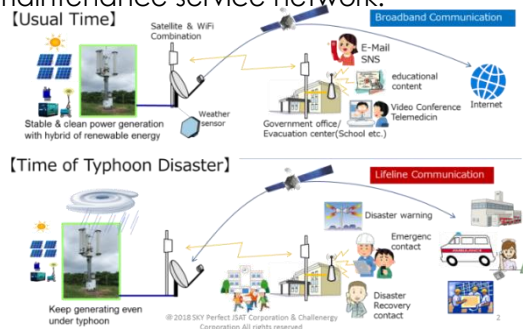 maintenance service network.
【Usual Time】
Satellite & WiFi
Combination
Broadband Communication
E-Mail
SNS
educational
content
Video Conference
Telemedicin
Internet
Weather
sensor
Stable & clean power generation
with hybrid of renewable energy
Government office/
Evacuation center(School etc.)
【Time of Typhoon Disaster】
Lifeline Communication
Disaster warning
Emergenc
contact
Disaster
Recovery
contact
Keep generating even
under typhoon
© 2018 SKY Perfect JSAT Corporation & Challenergy
Corporation All rights reserved
2